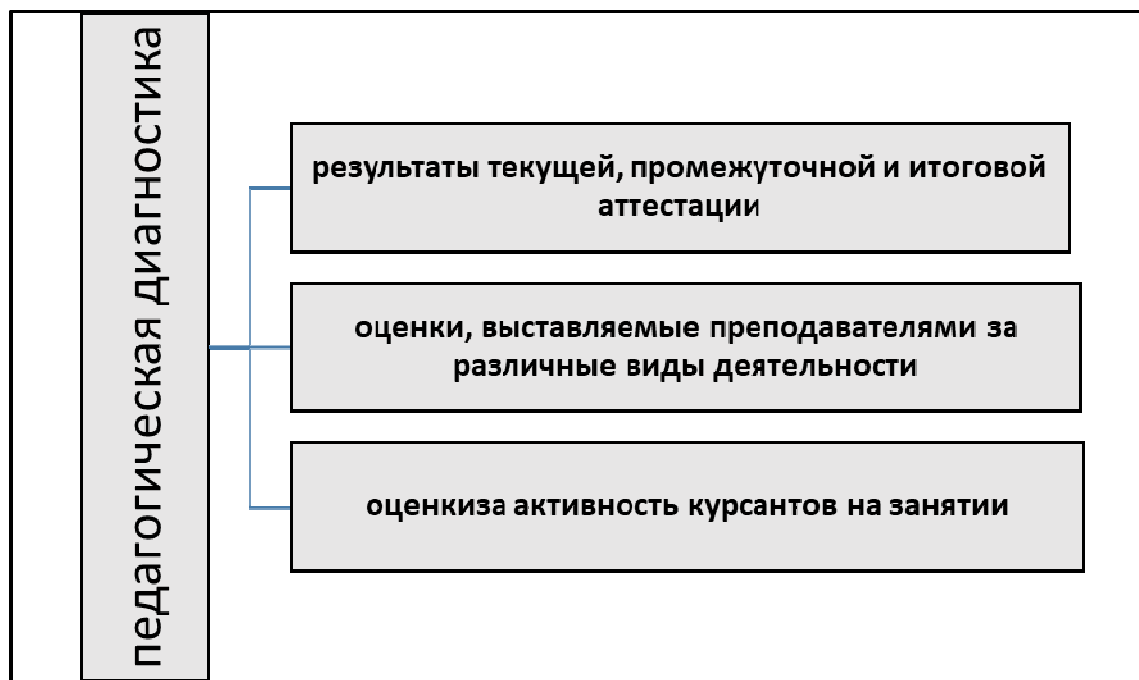 педагогическая диагностика
результаты текущей, промежуточной и итоговой
аттестации
оценки, выставляемые преподавателями за
различные виды деятельности
оценкиза активность курсантов на занятии